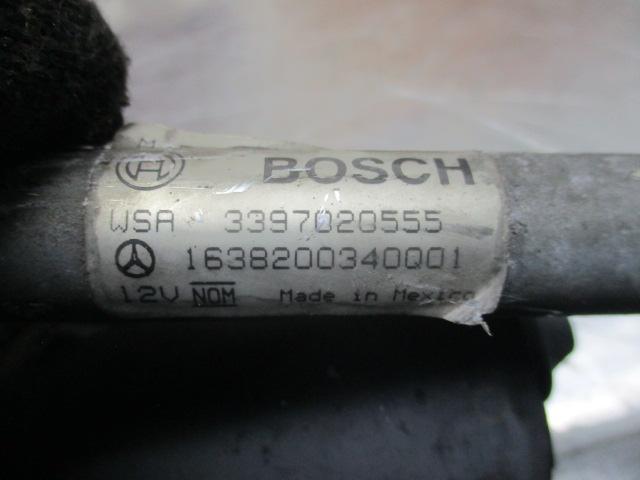 M
BOSCH
WSA 3397020555
1638200340Q01
12V NOM Made in Mexico